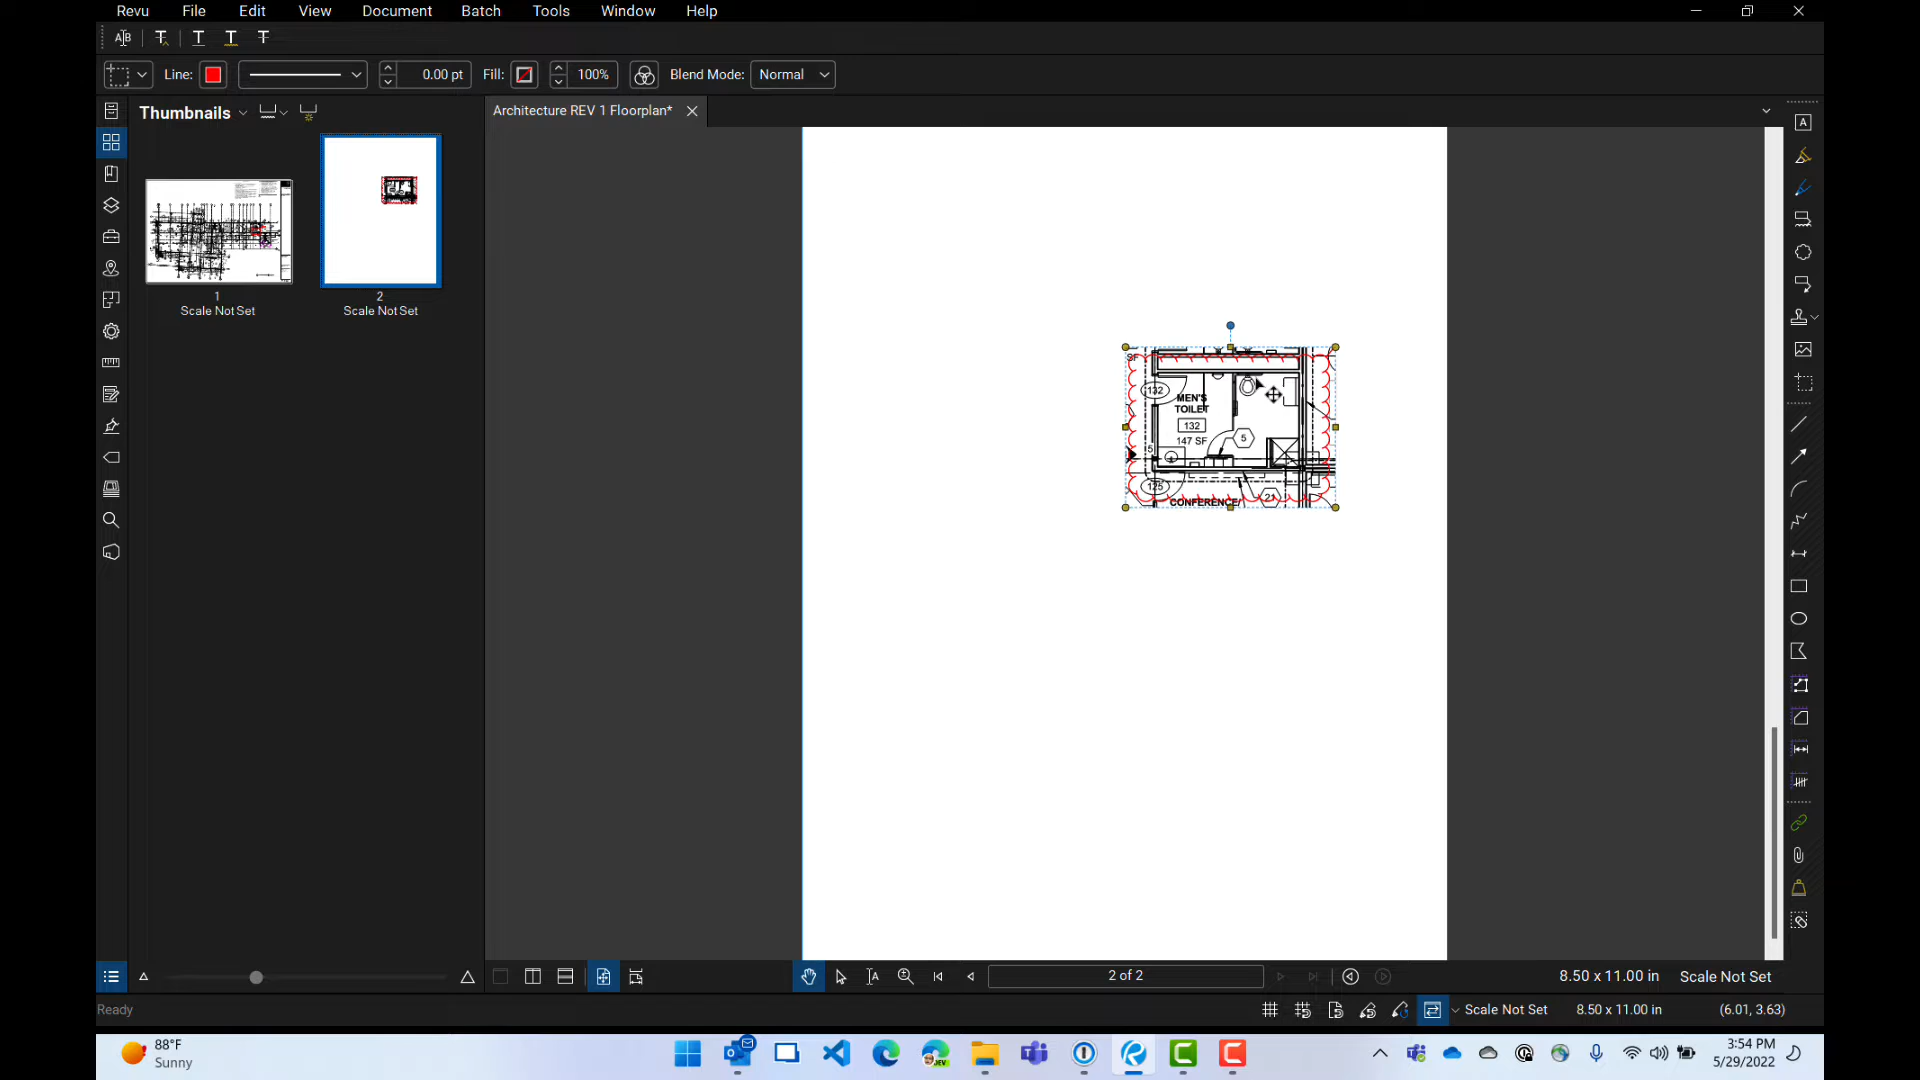 Revu File Edit View Document Batch Tools Window Help
Line: 0.00 pt Fill: 100% Blend Mode: Normal
Thumbnails
Architecture REV 1 Floorplan*
1
Scale Not Set
2
Scale Not Set
SF
132
MEN'S
TOILET
132
147 SF
5
5
125
21
CONFERENCE/
2 of 2
8.50 x 11.00 in Scale Not Set
Ready
Scale Not Set 8.50 x 11.00 in (6.01, 3.63)
88°F
Sunny
DEV
3:54 PM
5/29/2022